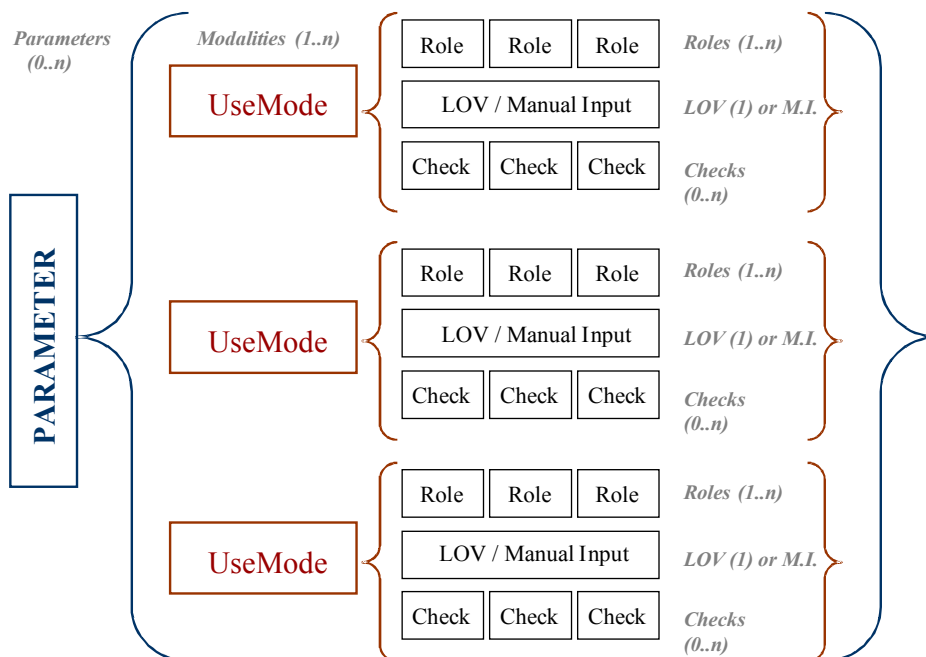 Parameters
(0..n)
Modalities (1..n)
Role Role Role
Roles (1..n)
UseMode
LOV / Manual Input
LOV (1) or M.I.
Check Check Check
Checks
(0..n)
PARAMETER
Role Role Role
Roles (1..n)
UseMode
LOV / Manual Input
LOV (1) or M.I.
Check Check Check
Checks
(0..n)
Role Role Role
Roles (1..n)
UseMode
LOV / Manual Input
LOV (1) or M.I.
Check Check Check
Checks
(0..n)